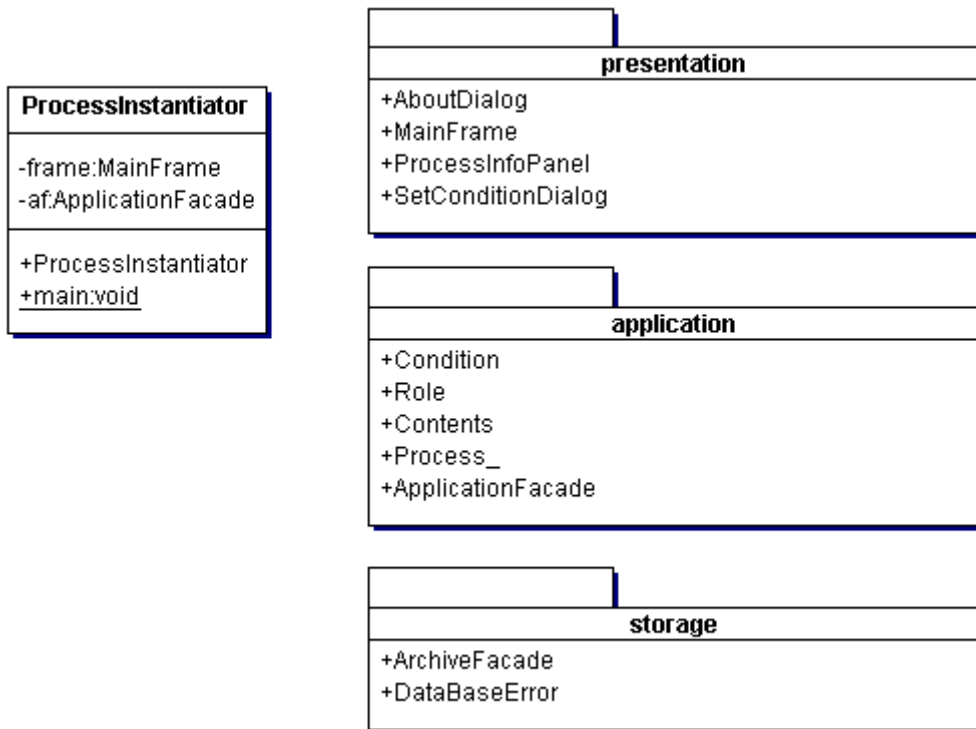 ProcessInstantiator
-frame:MainFrame
-af:ApplicationFacade
+ProcessInstantiator
+main:void
presentation
+AboutDialog
+MainFrame
+ProcessInfoPanel
+SetConditionDialog
application
+Condition
+Role
+Contents
+Process_
+ApplicationFacade
storage
+ArchiveFacade
+DataBaseError